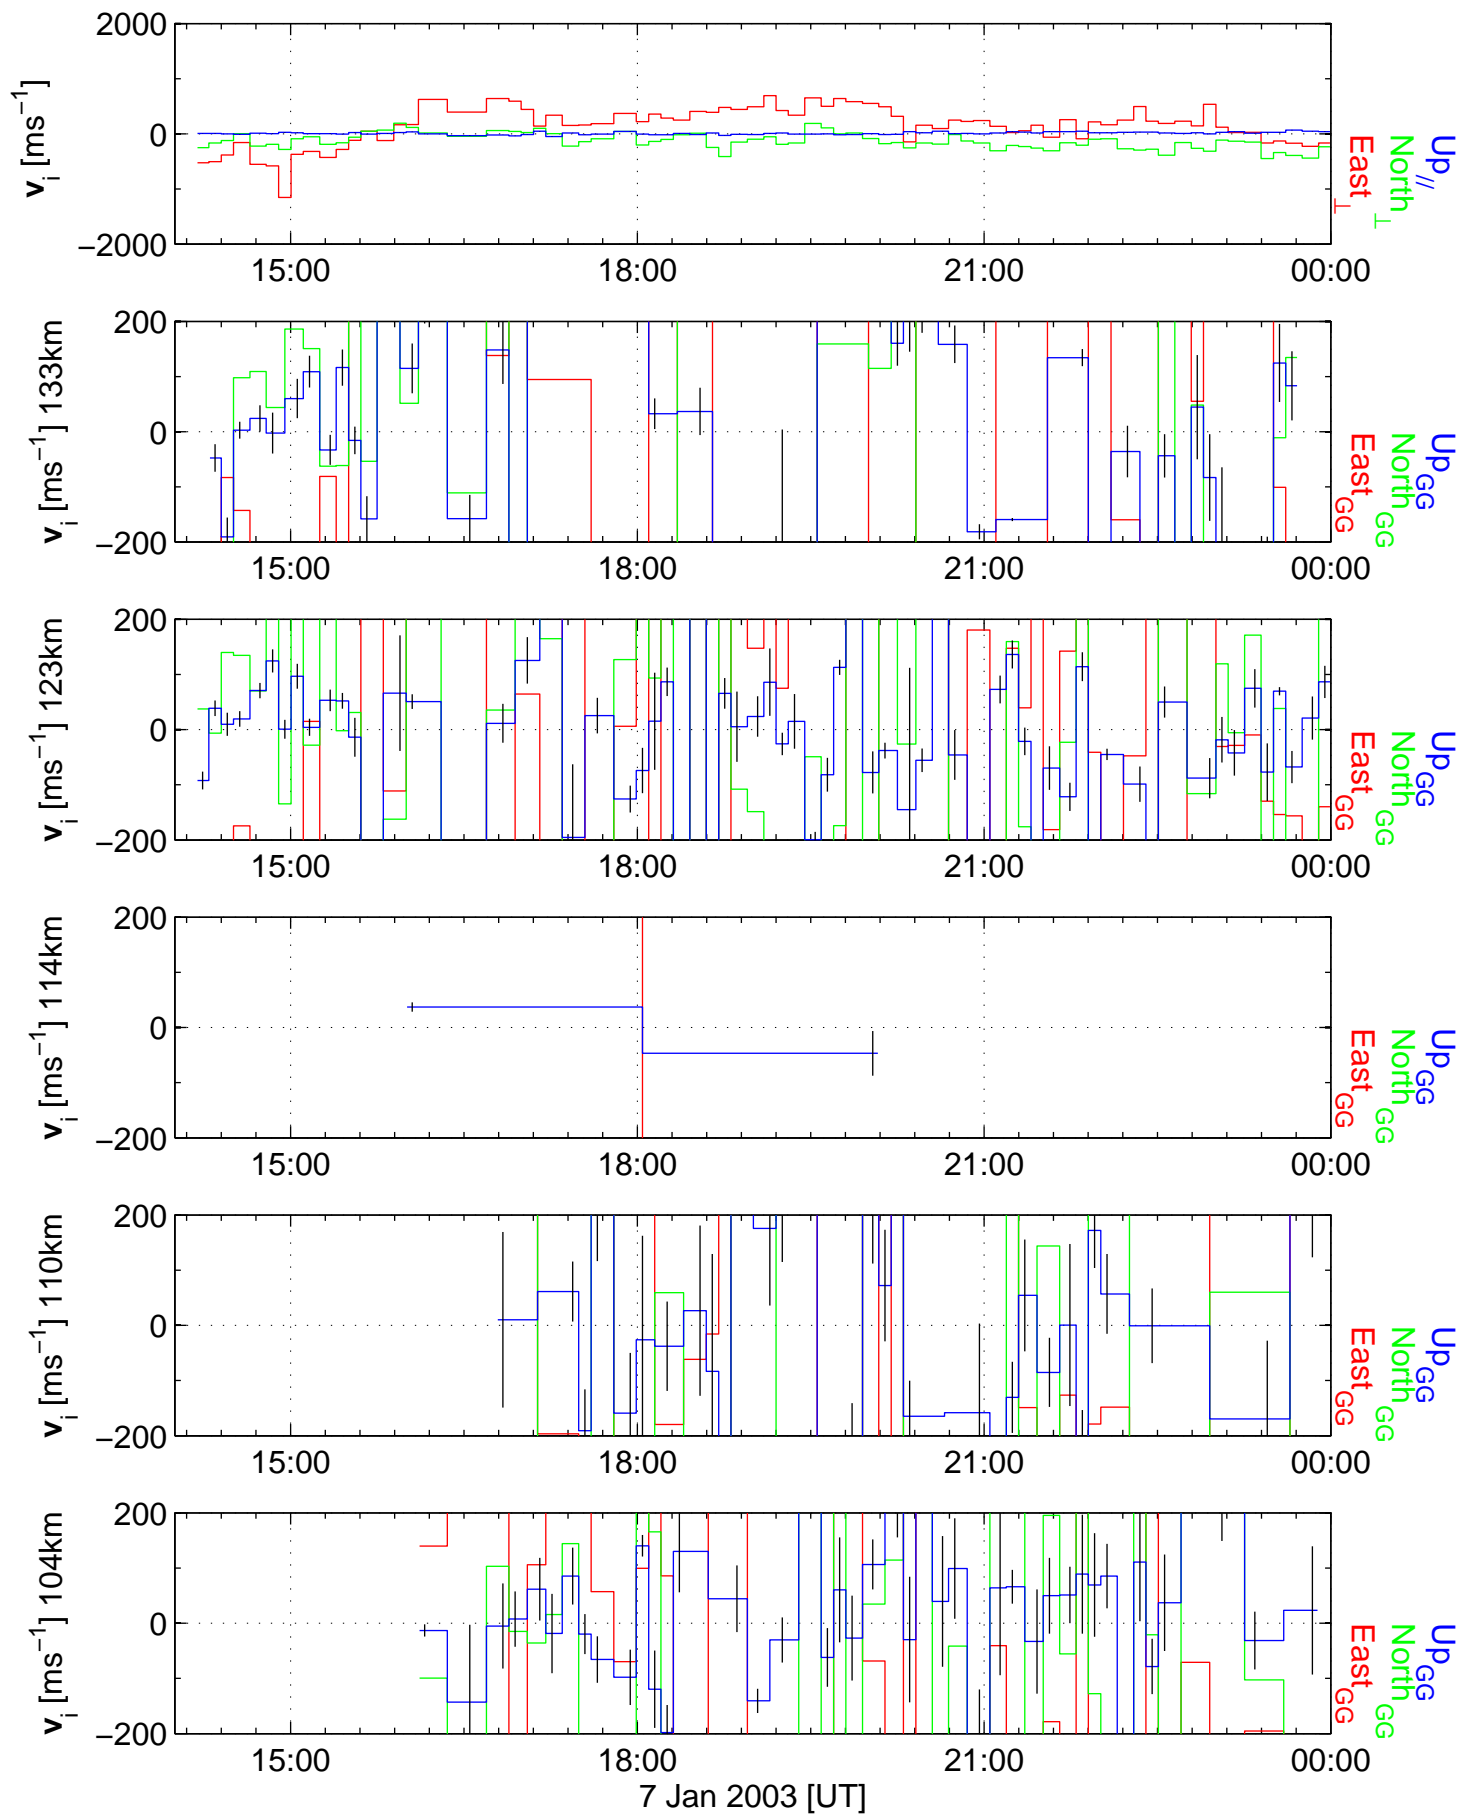 2000
0
−2000
v_i [ms⁻¹]
15:00 18:00 21:00 00:00
East⊥
North⊥
Up//
200
0
−200
v_i [ms⁻¹] 133km
15:00 18:00 21:00 00:00
East_GG
North_GG
Up_GG
200
0
−200
v_i [ms⁻¹] 123km
15:00 18:00 21:00 00:00
East_GG
North_GG
Up_GG
200
0
−200
v_i [ms⁻¹] 114km
15:00 18:00 21:00 00:00
East_GG
North_GG
Up_GG
200
0
−200
v_i [ms⁻¹] 110km
15:00 18:00 21:00 00:00
East_GG
North_GG
Up_GG
200
0
−200
v_i [ms⁻¹] 104km
15:00 18:00 21:00 00:00
East_GG
North_GG
Up_GG
7 Jan 2003 [UT]